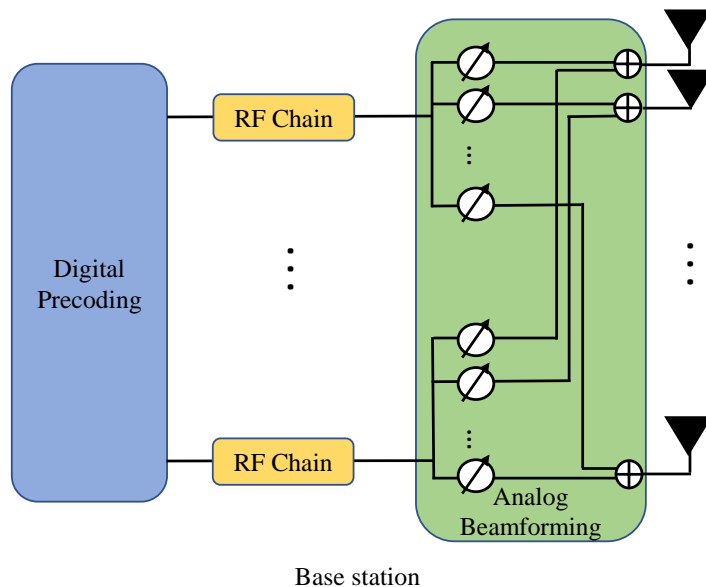 RF Chain
Digital
Precoding
RF Chain
Analog
Beamforming
Base station